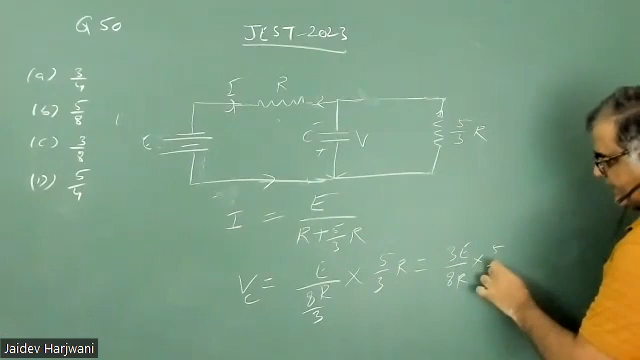 Q 50
JEST-2023
(a) 3/4
(b) 5/8
(c) 3/8
(D) 5/4
I
R
C
V
5/3 R
I = E / (R + 5/3 R)
V_c = E / (8R/3) × 5/3 R = 3E/8R × 5
Jaidev Harjwani